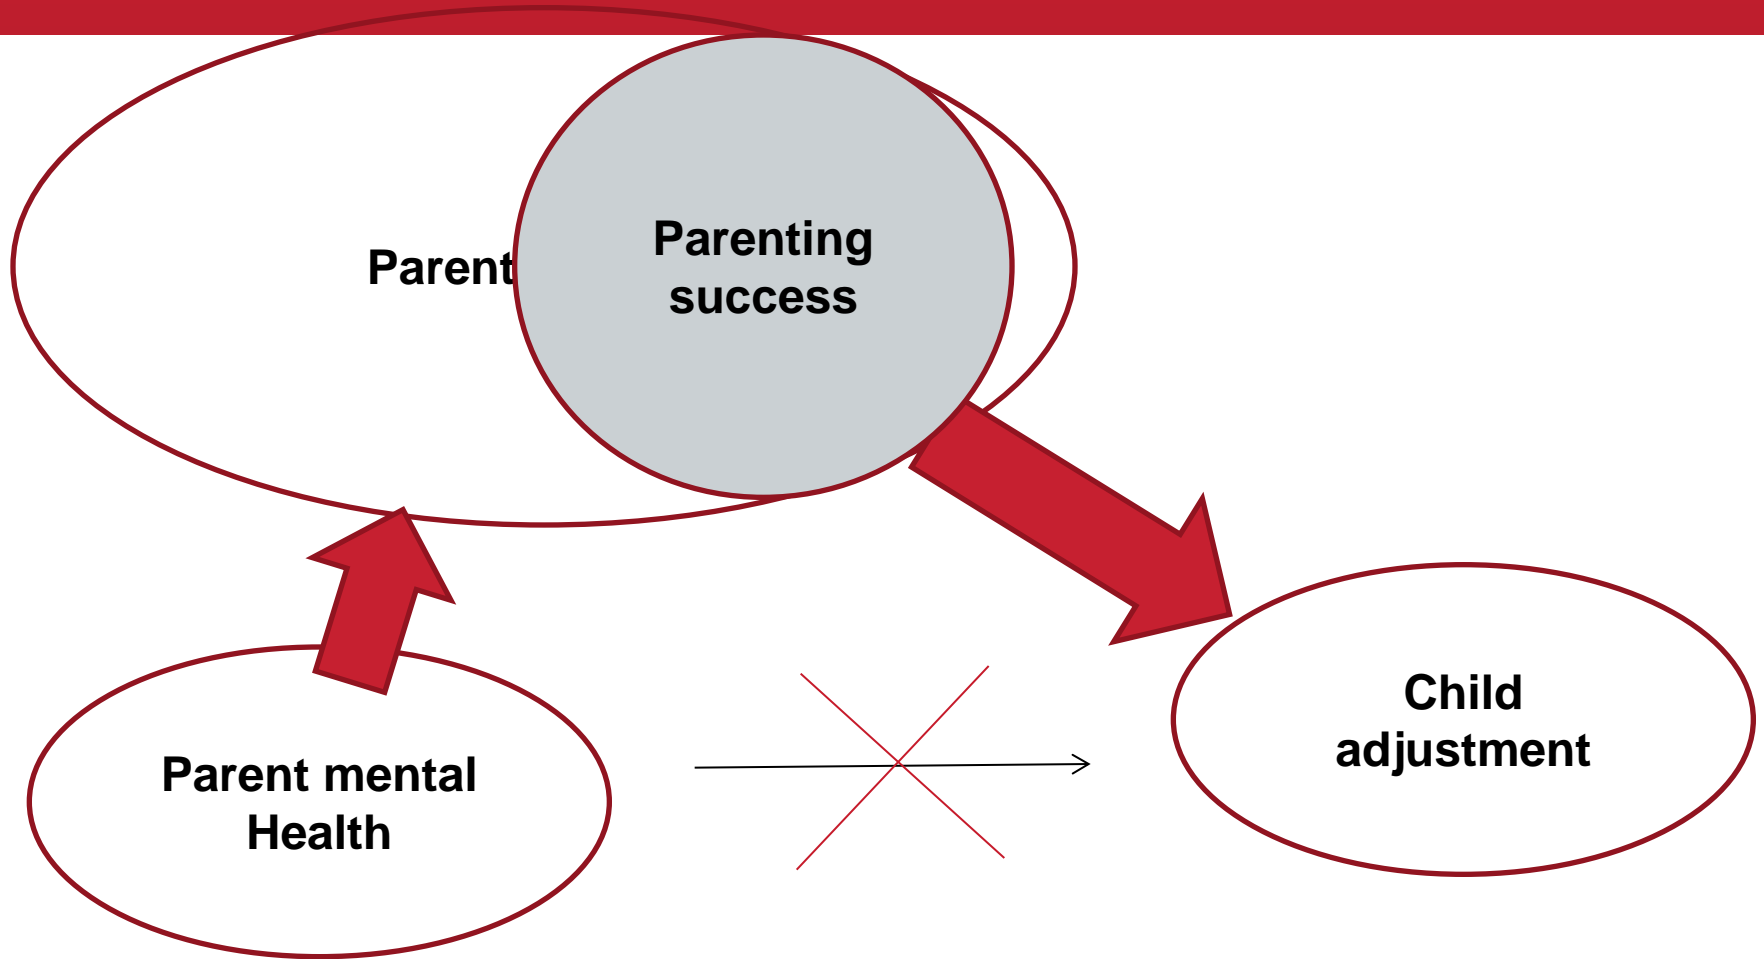 Parent
Parenting
success
Child
adjustment
Parent mental
Health